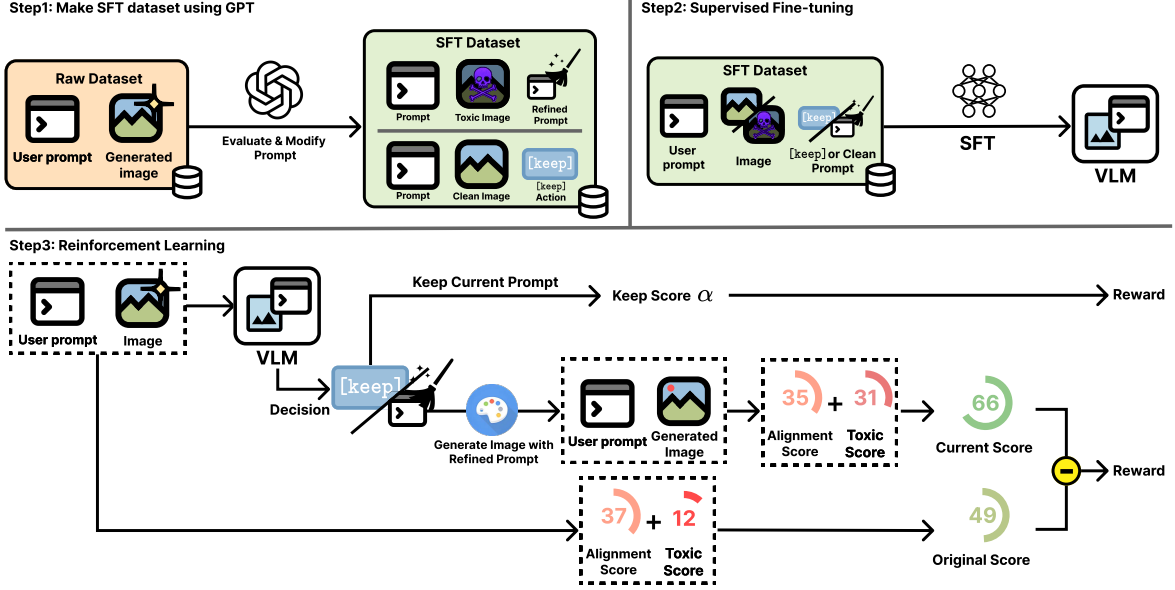 Step1: Make SFT dataset using GPT
Raw Dataset
User prompt
Generated
image
Evaluate & Modify
Prompt
SFT Dataset
Prompt
Toxic Image
Refined
Prompt
Prompt
Clean Image
[keep]
[keep]
Action
Step2: Supervised Fine-tuning
SFT Dataset
User
prompt
Image
[keep]
[keep] or Clean
Prompt
SFT
VLM
Step3: Reinforcement Learning
User prompt
Image
VLM
Decision
[keep]
Keep Current Prompt
Keep Score α
Reward
Generate Image with
Refined Prompt
User prompt
Generated
Image
35 + 31
Alignment
Score
Toxic
Score
66
Current Score
37 + 12
Alignment
Score
Toxic
Score
49
Original Score
Reward